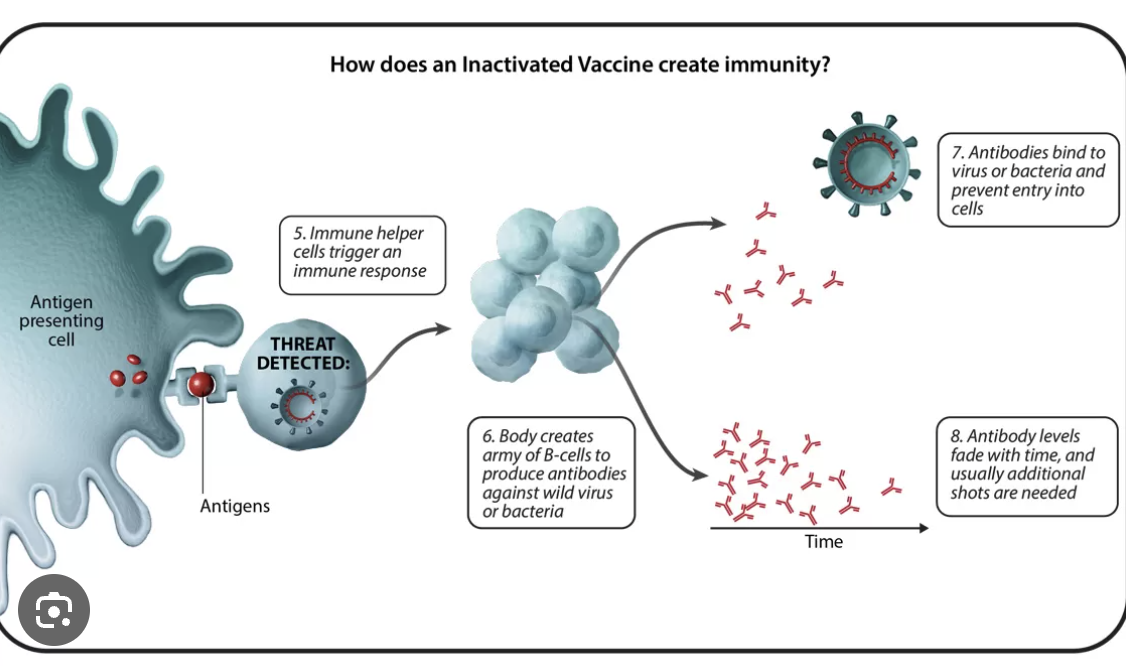 How does an Inactivated Vaccine create immunity?
Antigen
presenting
cell
Antigens
5. Immune helper
cells trigger an
immune response
THREAT
DETECTED:
6. Body creates
army of B-cells to
produce antibodies
against wild virus
or bacteria
7. Antibodies bind to
virus or bacteria and
prevent entry into
cells
8. Antibody levels
fade with time, and
usually additional
shots are needed
Time